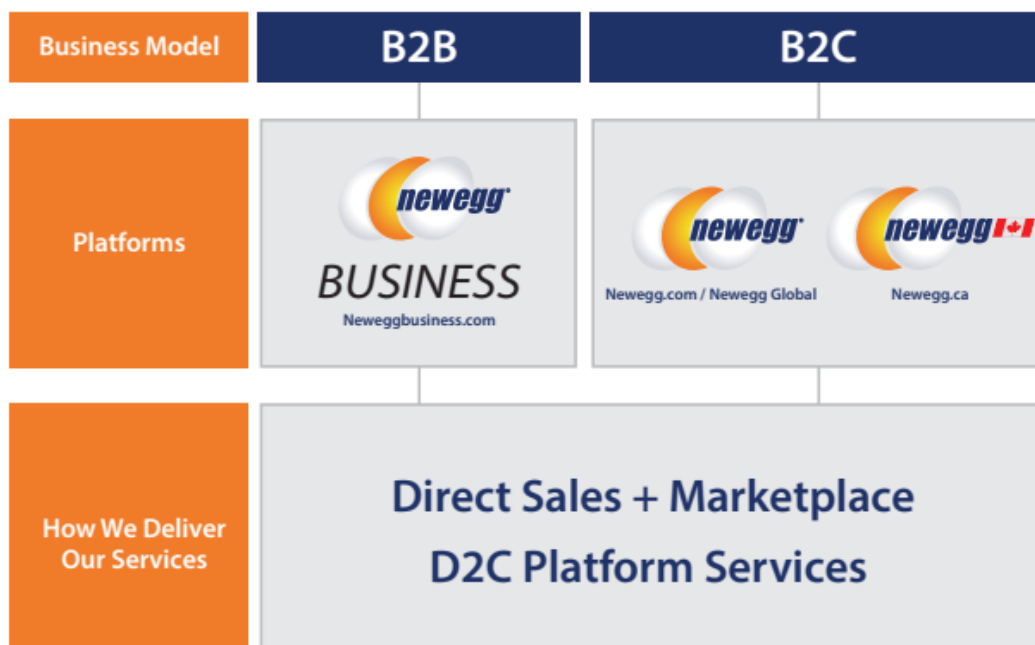 Business Model
B2B
B2C
Platforms
newegg
BUSINESS
Neweggbusiness.com
newegg
Newegg.com / Newegg Global
newegg
Newegg.ca
How We Deliver
Our Services
Direct Sales + Marketplace
D2C Platform Services